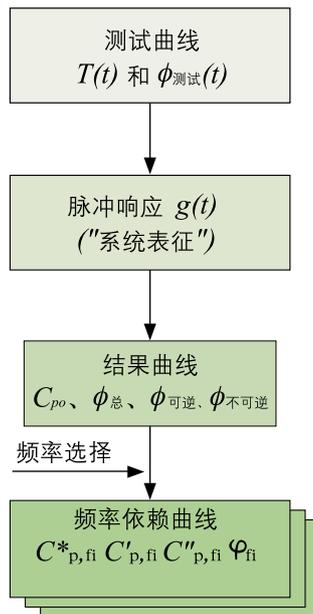 测试曲线
T(t) 和 ϕ测试(t)
脉冲响应 g(t)
("系统表征")
结果曲线
Cpo、ϕ总、ϕ可逆、ϕ不可逆
频率选择
频率依赖曲线
C*p,fi C'p,fi C"p,fi φfi